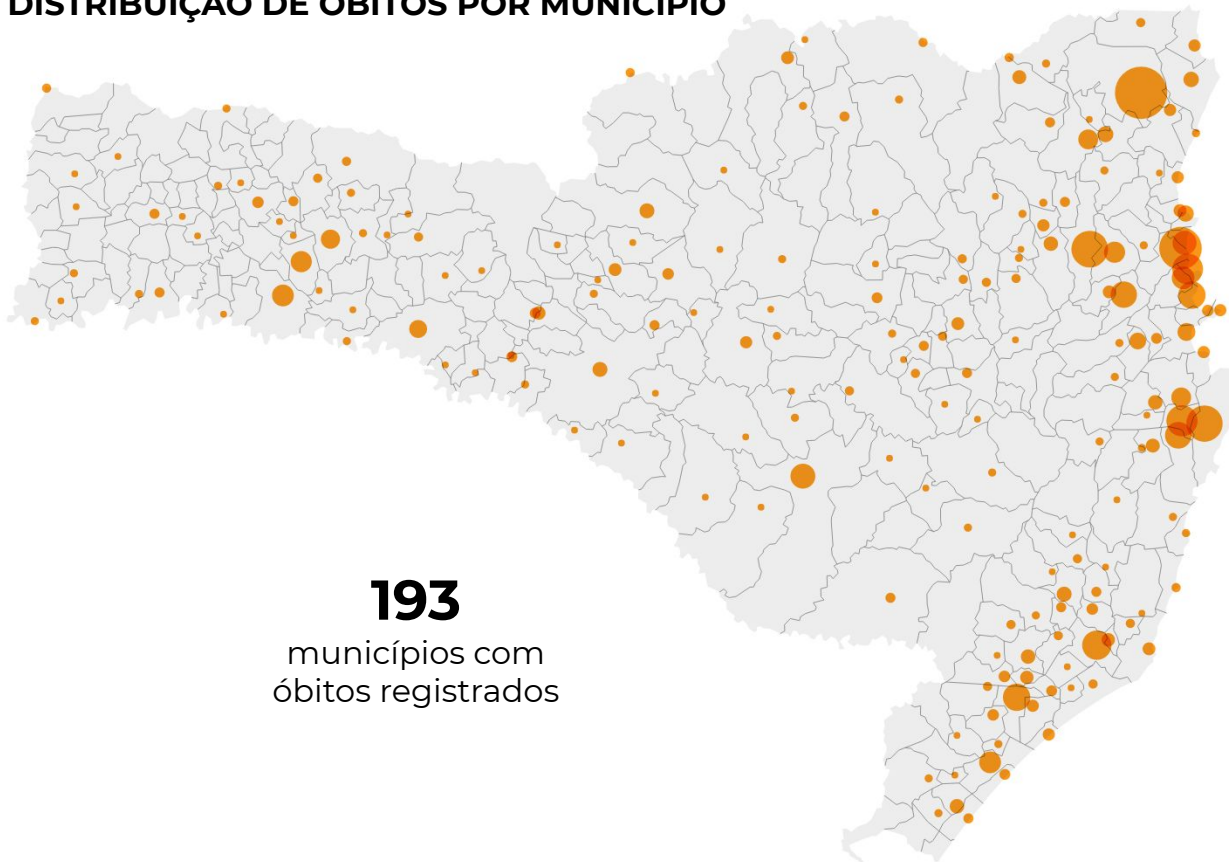 DISTRIBUIÇÃO DE ÓBITOS POR MUNICÍPIO
193
municípios com
óbitos registrados